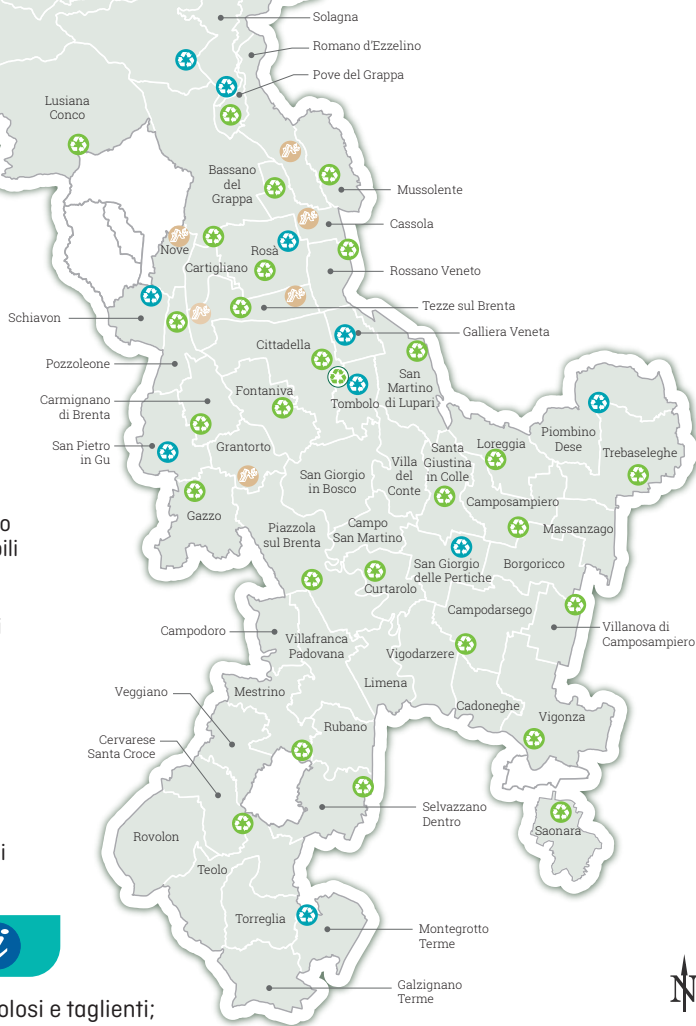 Solagna
Romano d'Ezzelino
Pove del Grappa
Lusiana
Conco
Bassano
del
Grappa
Mussolente
Cassola
Nove
Rosà
Cartigliano
Rossano Veneto
Tezze sul Brenta
Schiavon
Galliera Veneta
Cittadella
Pozzoleone
San
Martino
di Lupari
Fontaniva
Tombolo
Carmignano
di Brenta
Piombino
Dese
San Pietro
in Gu
Grantorto
Santa
Giustina
in Colle
Loreggia
Trebaseleghe
Villa
del
Conte
San Giorgio
in Bosco
Camposampiero
Gazzo
o
ili
Piazzola
sul Brenta
Campo
San Martino
Massanzago
San Giorgio
delle Pertiche
Borgoricco
Curtarolo
Campodarsego
i
Campodoro
Villafranca
Padovana
Vigodarzere
Villanova di
Camposampiero
Limena
Veggiano
Mestrino
Cadoneghe
Vigonza
Rubano
Cervarese
Santa Croce
Selvazzano
Dentro
Saonara
Rovolon
i
Teolo
Torreglia
Montegrotto
Terme
i
Galzignano
Terme
N
olosi e taglienti;